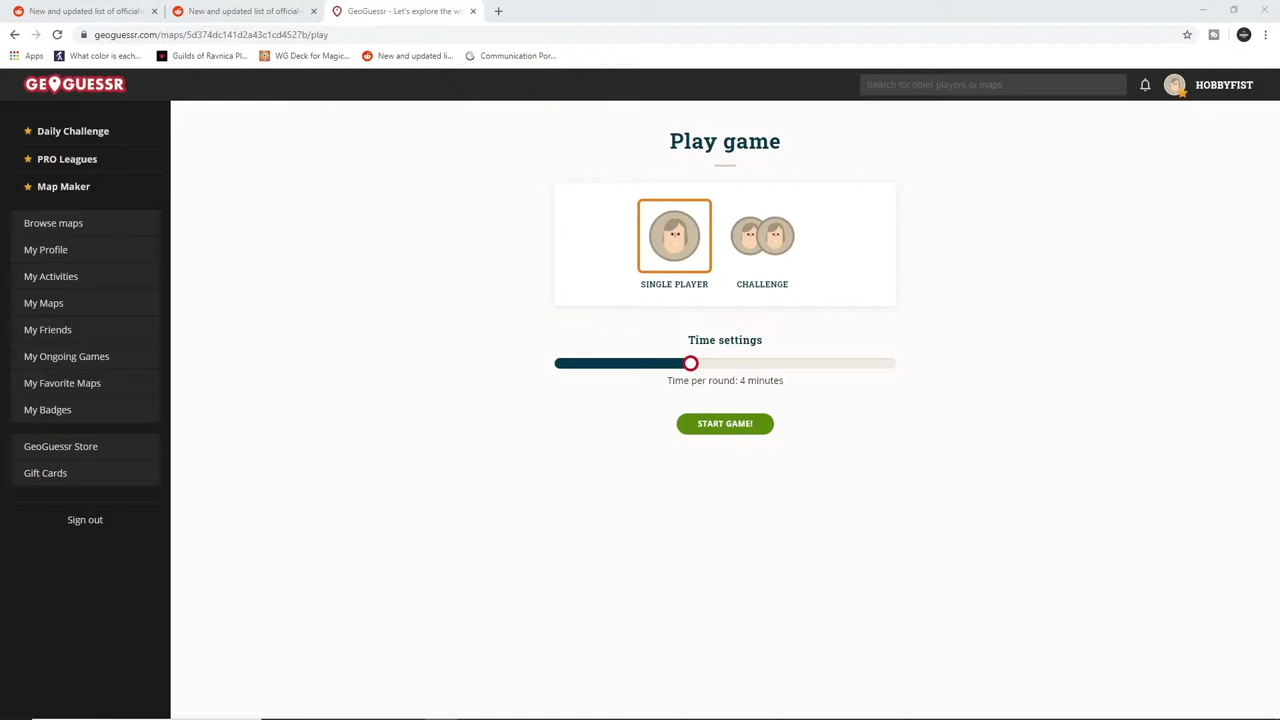 New and updated list of official-
New and updated list of official-
GeoGuessr - Let's explore the wo
geoguessr.com/maps/5d374dc141d2a43c1cd4527b/play
Apps
What color is each...
Guilds of Ravnica Pl...
WG Deck for Magic...
New and updated li...
Communication Por...
GEOGUESSR
Search for other players or maps
HOBBYFIST
Daily Challenge
PRO Leagues
Map Maker
Browse maps
My Profile
My Activities
My Maps
My Friends
My Ongoing Games
My Favorite Maps
My Badges
GeoGuessr Store
Gift Cards
Sign out
Play game
SINGLE PLAYER
CHALLENGE
Time settings
Time per round: 4 minutes
START GAME!